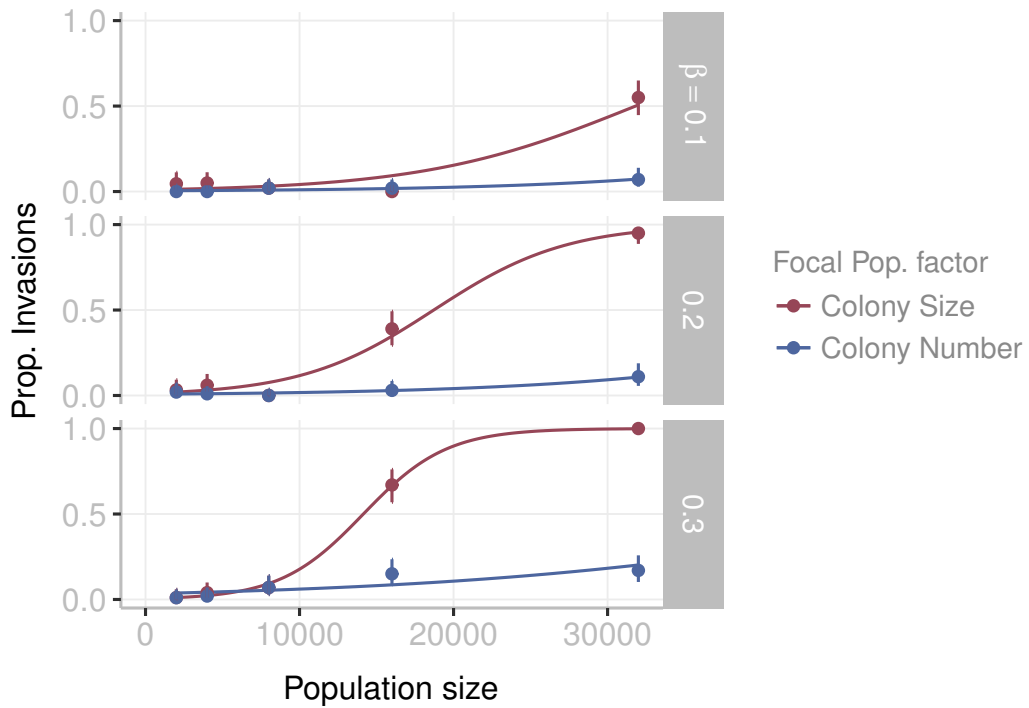 Prop. Invasions
1.0
0.5
0.0
β = 0.1
1.0
0.5
0.0
0.2
1.0
0.5
0.0
0.3
0 10000 20000 30000
Population size
Focal Pop. factor
Colony Size
Colony Number